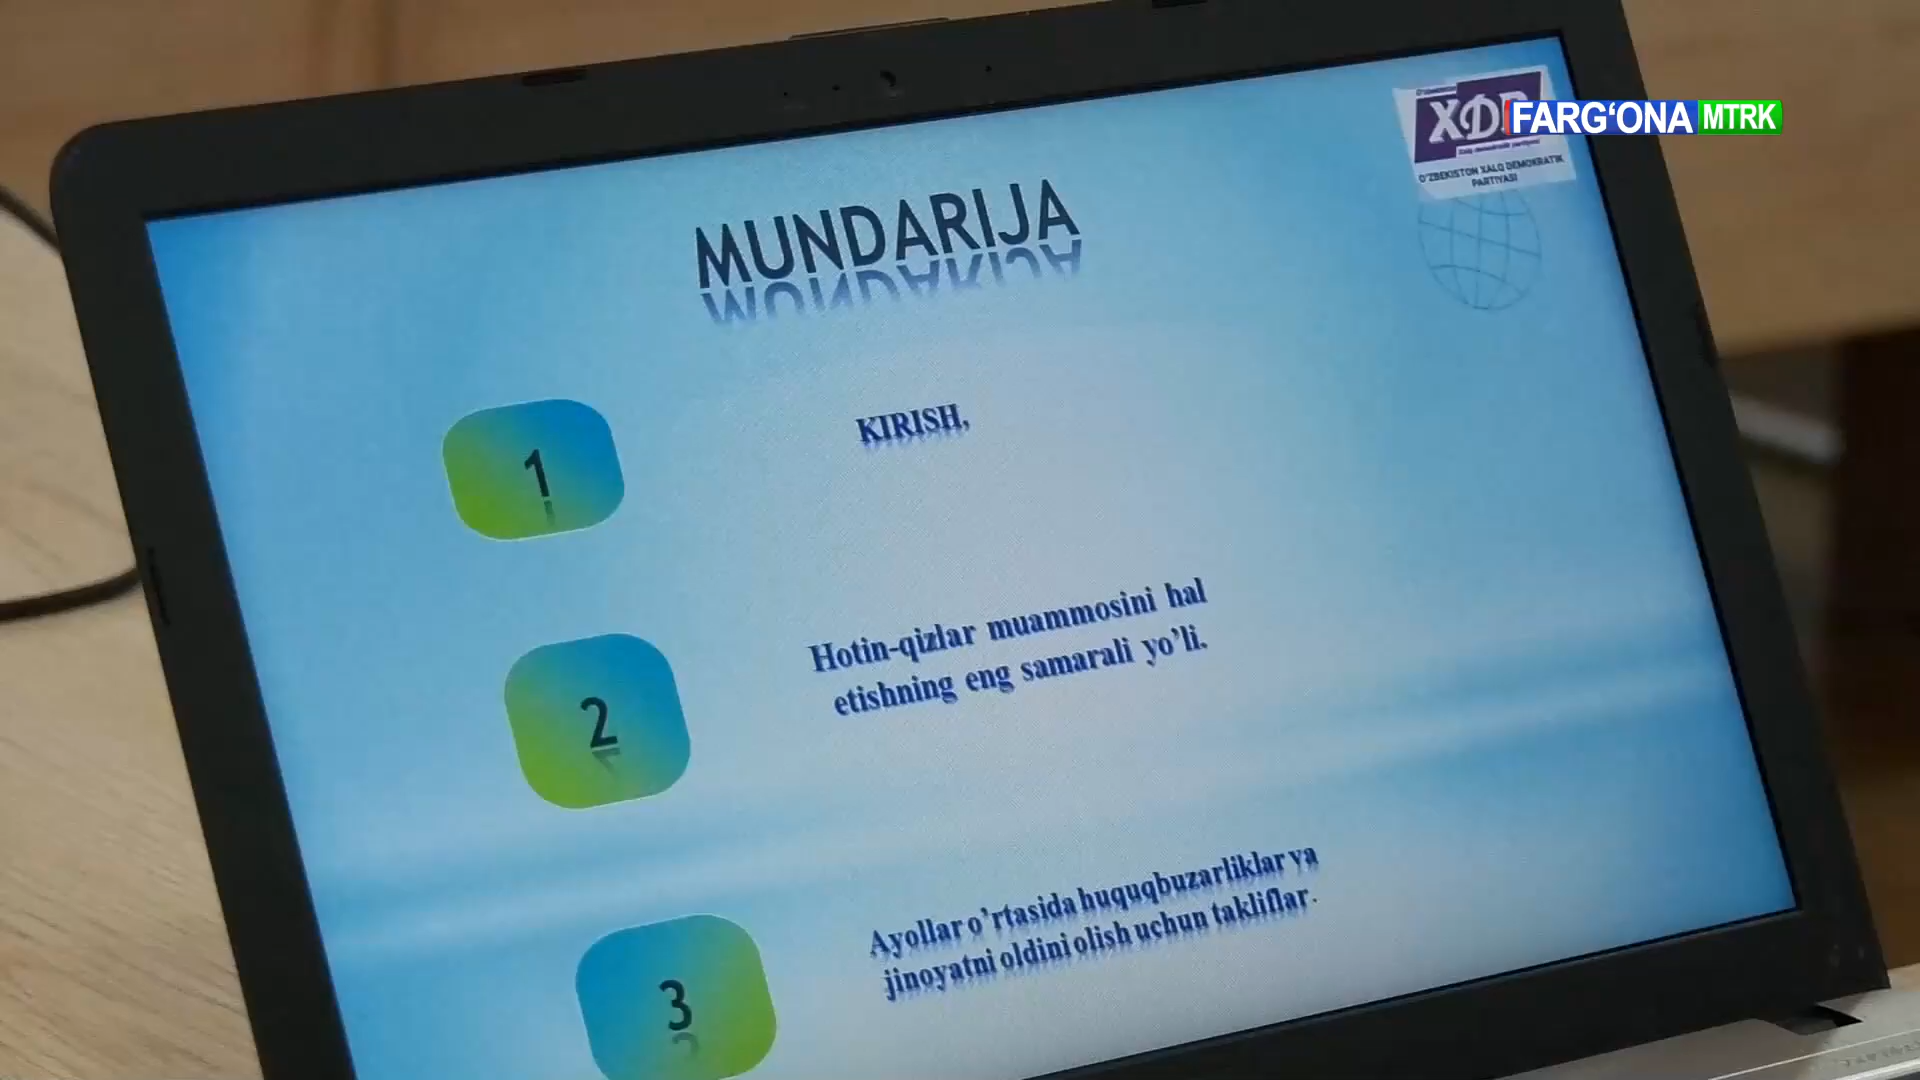 FARG‘ONA MTRK
O'ZBEKISTON XALQ DEMOKRATIK
PARTIYASI
MUNDARIJA
1
KIRISH,
2
Hotin-qizlar muammosini hal
etishning eng samarali yo’li.
3
Ayollar o’rtasida huquqbuzarliklar va
jinoyatni oldini olish uchun takliflar.